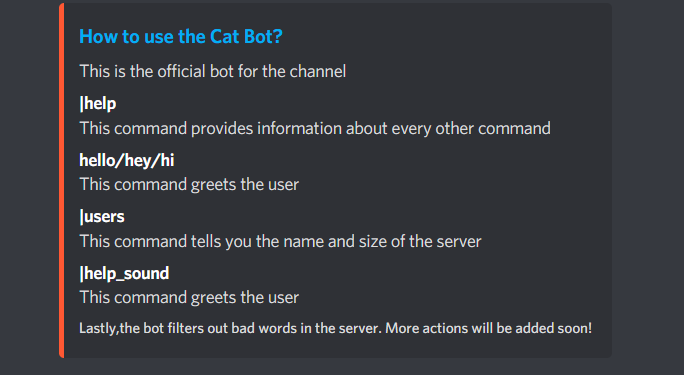 How to use the Cat Bot?
This is the official bot for the channel
|help
This command provides information about every other command
hello/hey/hi
This command greets the user
|users
This command tells you the name and size of the server
|help_sound
This command greets the user
Lastly,the bot filters out bad words in the server. More actions will be added soon!